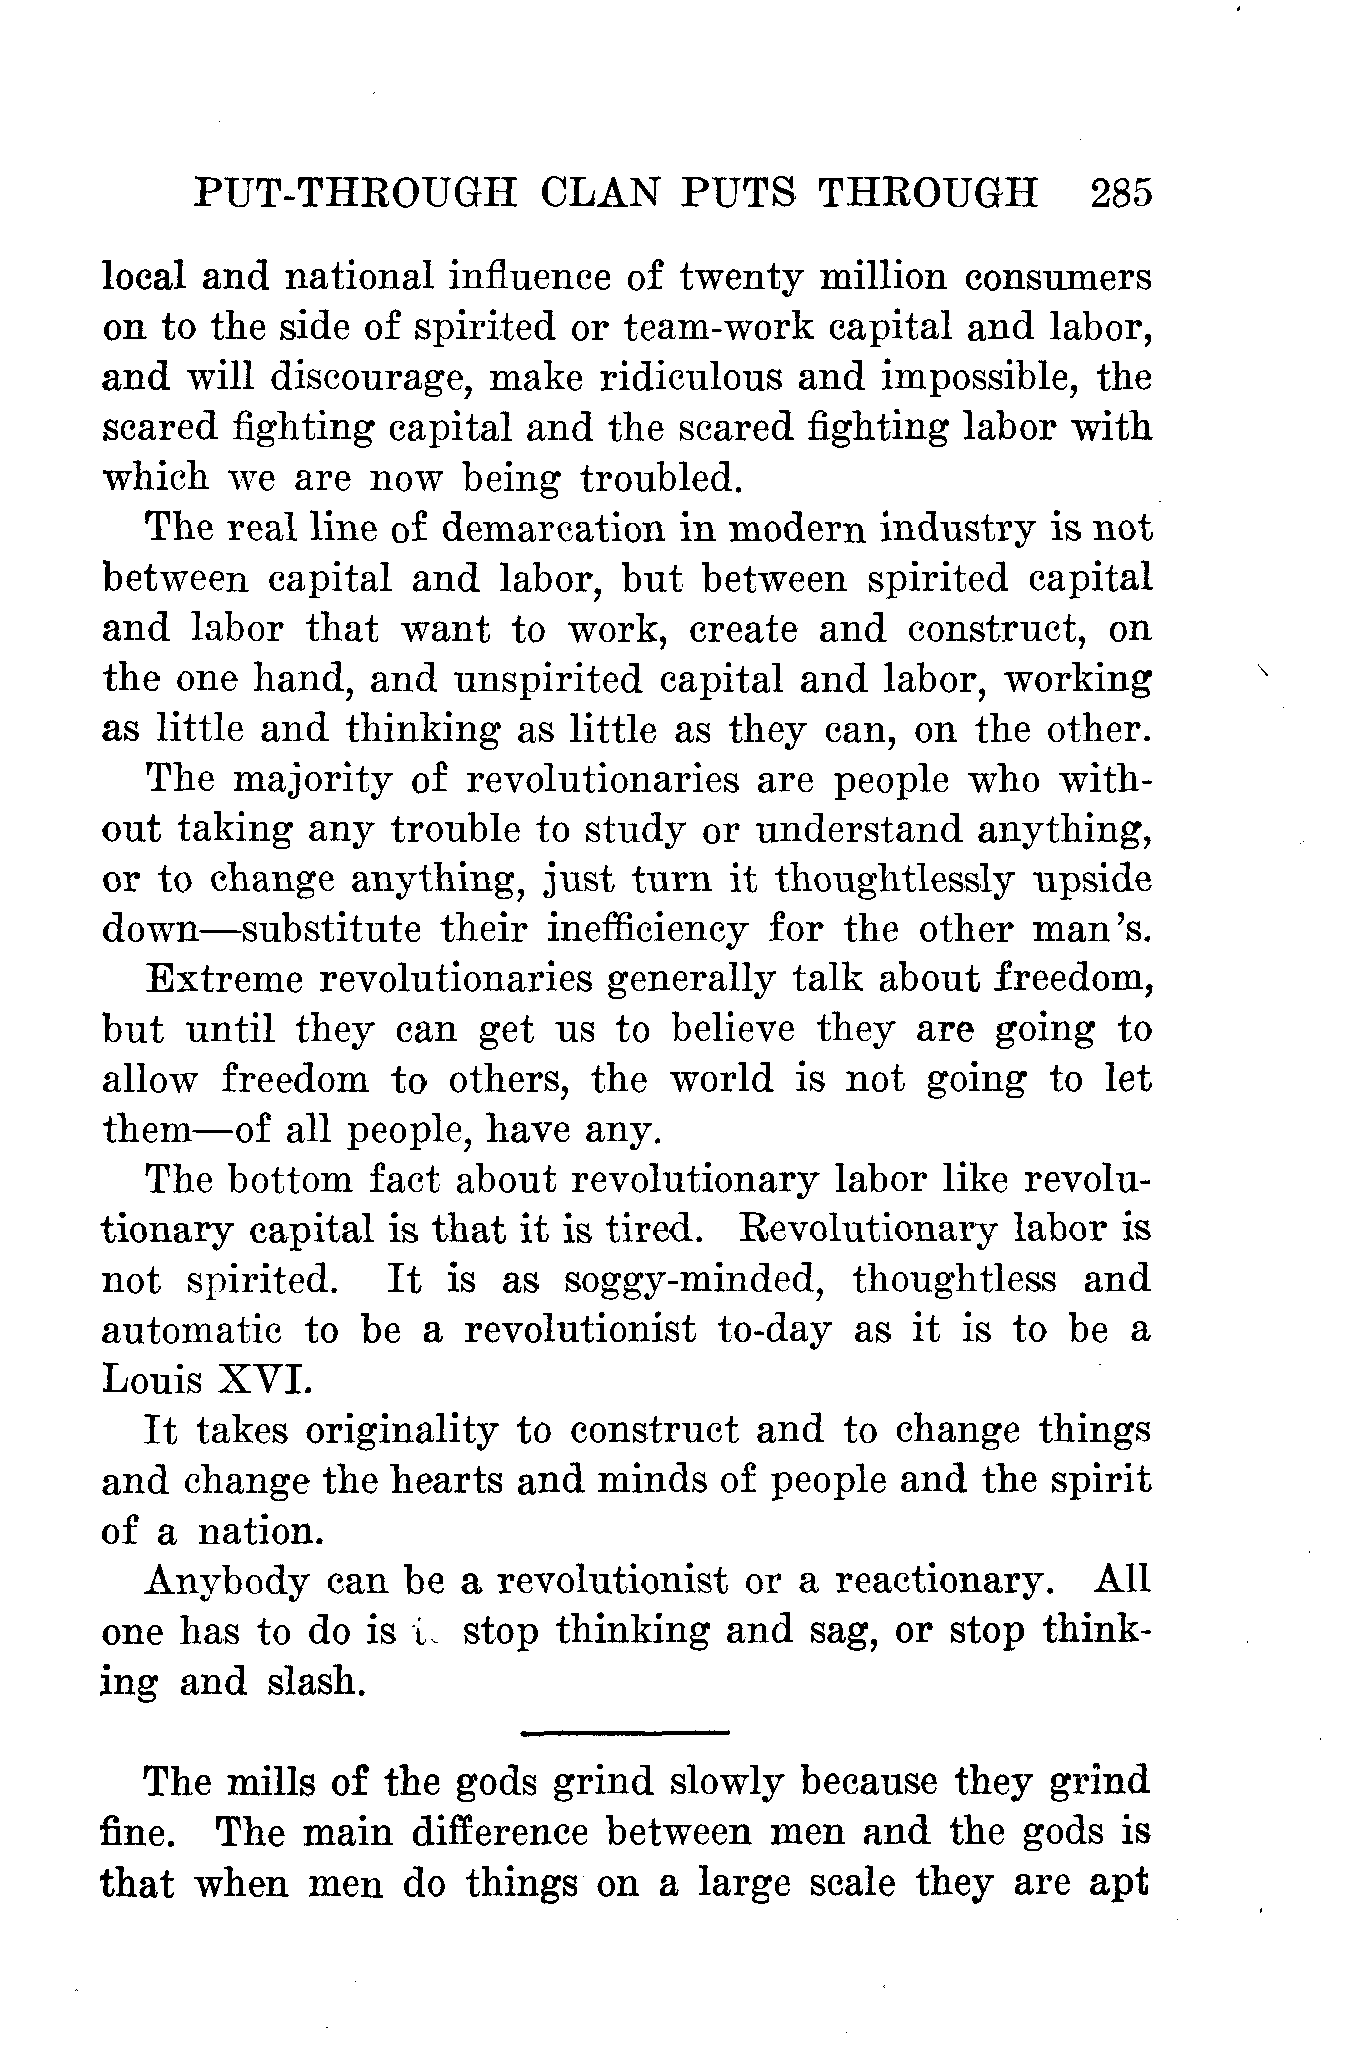 PUT-THROUGH CLAN PUTS THROUGH 285
local and national influence of twenty million consumers
on to the side of spirited or team-work capital and labor,
and will discourage, make ridiculous and impossible, the
scared fighting capital and the scared fighting labor with
which we are now being troubled.
The real line of demarcation in modern industry is not
between capital and labor, but between spirited capital
and labor that want to work, create and construct, on
the one hand, and unspirited capital and labor, working
as little and thinking as little as they can, on the other.
The majority of revolutionaries are people who with-
out taking any trouble to study or understand anything,
or to change anything, just turn it thoughtlessly upside
down—substitute their inefficiency for the other man's.
Extreme revolutionaries generally talk about freedom,
but until they can get us to believe they are going to
allow freedom to others, the world is not going to let
them—of all people, have any.
The bottom fact about revolutionary labor like revolu-
tionary capital is that it is tired. Revolutionary labor is
not spirited. It is as soggy-minded, thoughtless and
automatic to be a revolutionist to-day as it is to be a
Louis XVI.
It takes originality to construct and to change things
and change the hearts and minds of people and the spirit
of a nation.
Anybody can be a revolutionist or a reactionary. All
one has to do is stop thinking and sag, or stop think-
ing and slash.
The mills of the gods grind slowly because they grind
fine. The main difference between men and the gods is
that when men do things on a large scale they are apt